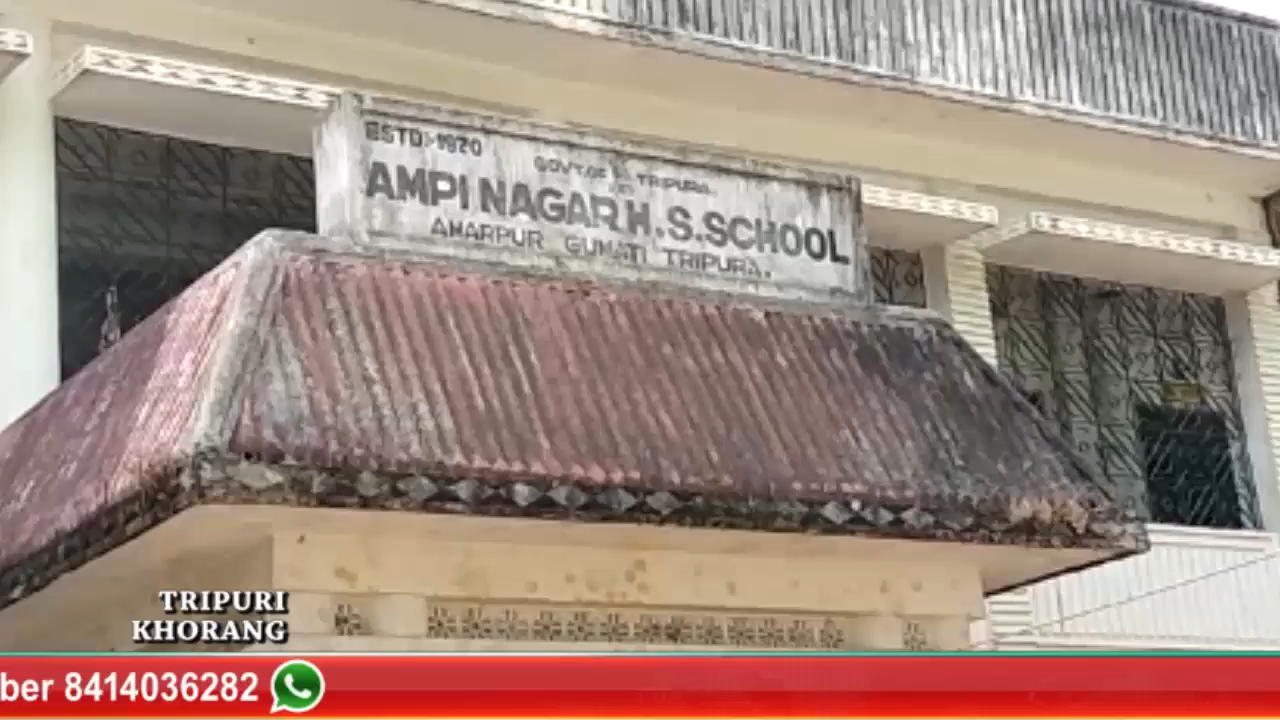 ESTD:-1970
GOVT. OF TRIPURA.
AMPI NAGAR H.S.SCHOOL
AMARPUR GUMATI TRIPURA.
TRIPURI
KHORANG
ber 8414036282